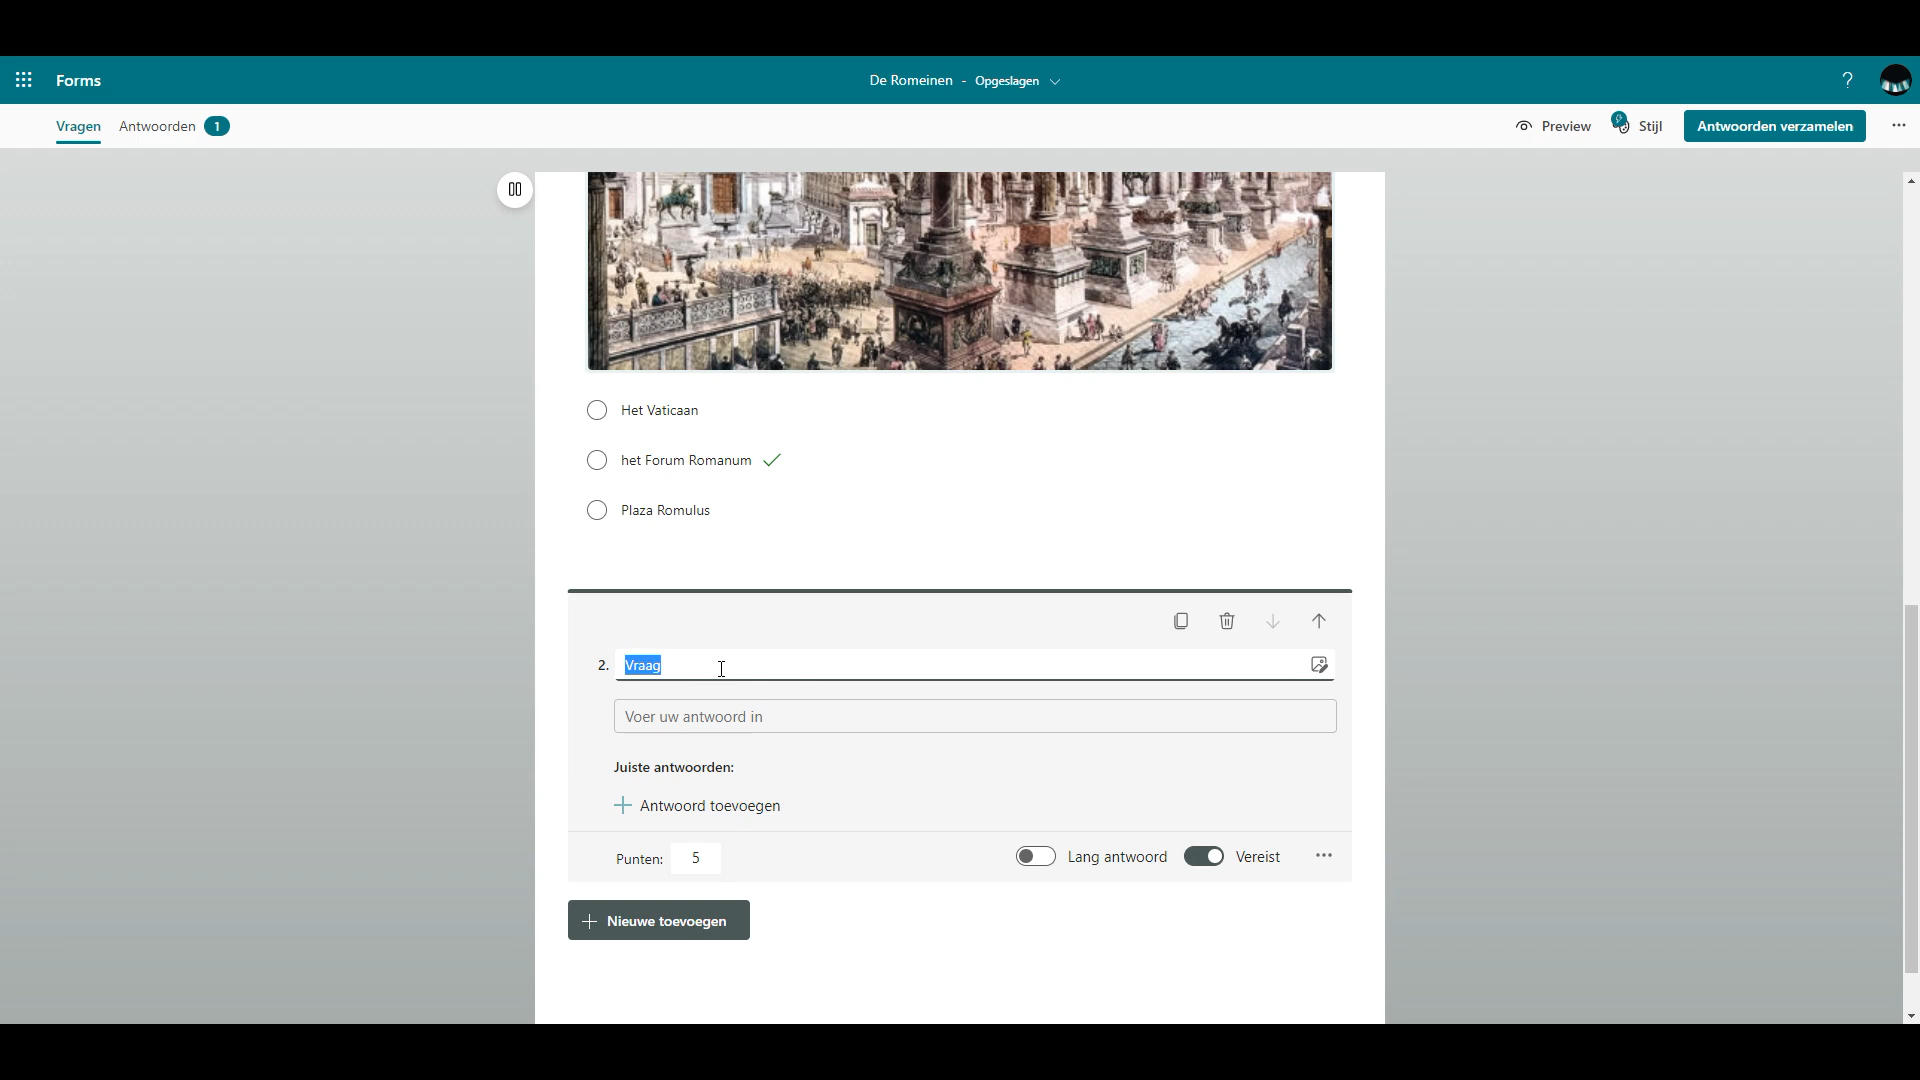 Forms
De Romeinen - Opgeslagen
?
Vragen
Antwoorden 1
Preview
Stijl
Antwoorden verzamelen
Het Vaticaan
het Forum Romanum
Plaza Romulus
2. Vraag
Voer uw antwoord in
Juiste antwoorden:
Antwoord toevoegen
Punten: 5
Lang antwoord
Vereist
Nieuwe toevoegen